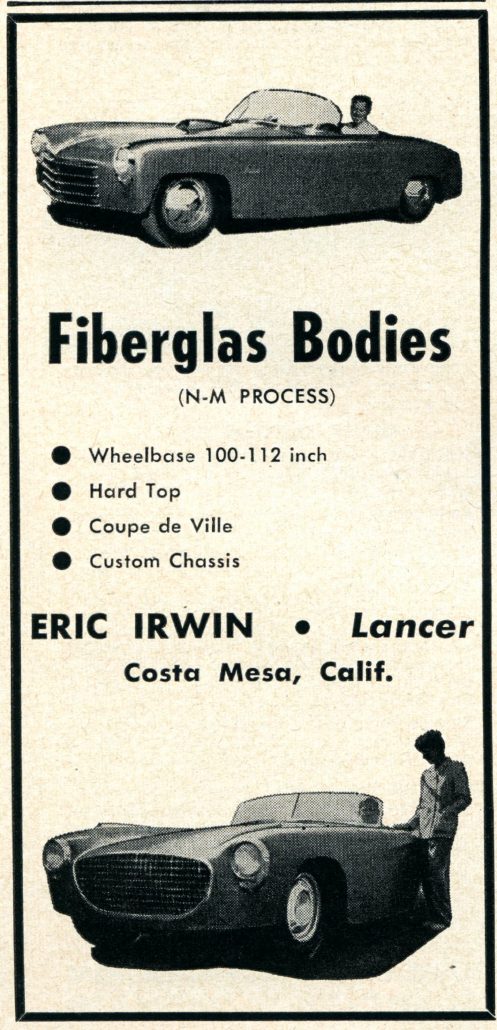 Fiberglas Bodies
(N-M PROCESS)
● Wheelbase 100-112 inch
● Hard Top
● Coupe de Ville
● Custom Chassis
ERIC IRWIN • Lancer
Costa Mesa, Calif.